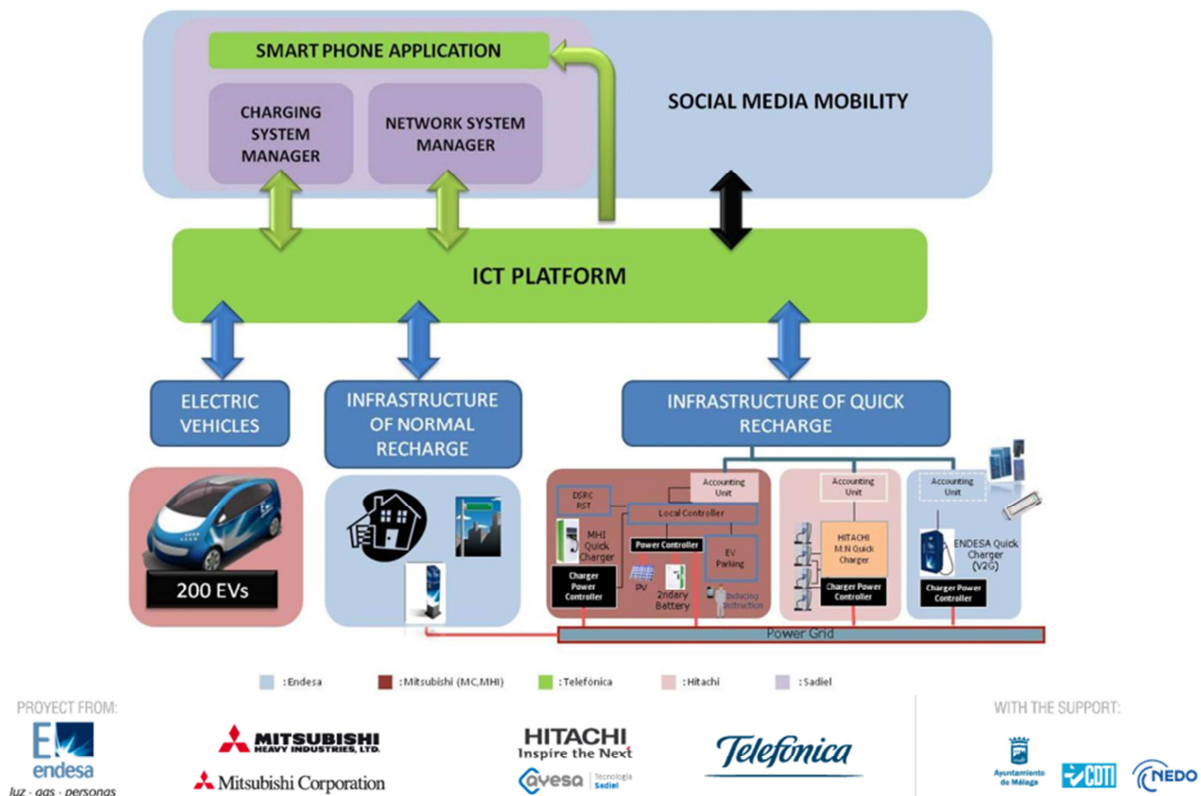 SMART PHONE APPLICATION
CHARGING
SYSTEM
MANAGER
NETWORK SYSTEM
MANAGER
SOCIAL MEDIA MOBILITY
ICT PLATFORM
ELECTRIC
VEHICLES
INFRASTRUCTURE
OF NORMAL
RECHARGE
INFRASTRUCTURE OF QUICK
RECHARGE
200 EVs
DSRC
RST
Accounting
Unit
Local Controller
MHI
Quick
Charger
Power Controller
EV
Parking
Charger
Power
Controller
PV
2ndary
Battery
Inducing
Instruction
Accounting
Unit
HITACHI
M:N Quick
Charger
Charger Power
Controller
Accounting
Unit
ENDESA Quick
Charger
(V2G)
Charger Power
Controller
Power Grid
: Endesa
: Mitsubishi (MC,MHI)
: Telefónica
: Hitachi
: Sadiel
PROYECT FROM:
endesa
luz · gas · personas
MITSUBISHI
HEAVY INDUSTRIES, LTD.
Mitsubishi Corporation
HITACHI
Inspire the Next
ayesa
Tecnología
Sadiel
Telefónica
WITH THE SUPPORT:
Ayuntamiento
de Málaga
CDTI
NEDO